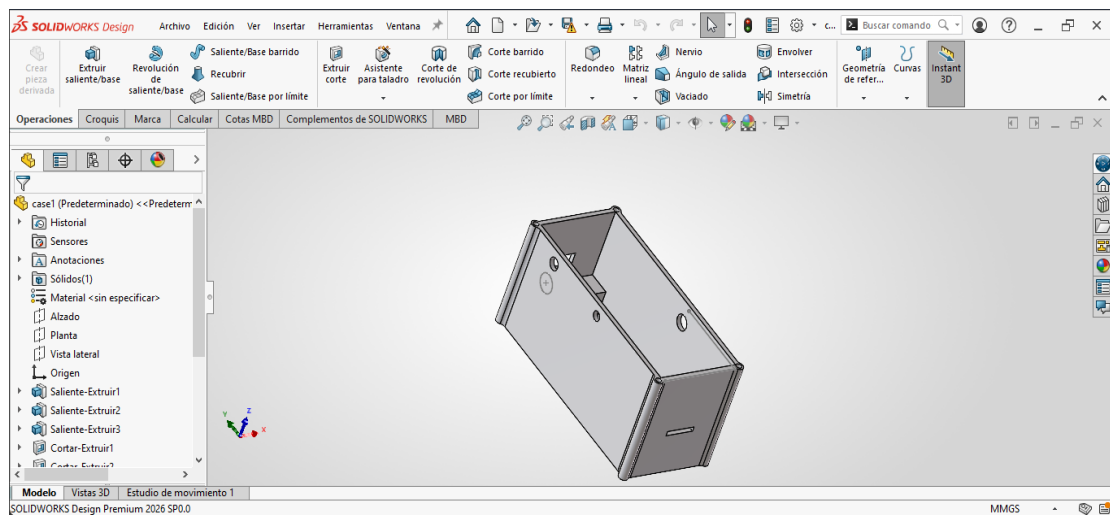 SOLIDWORKS Design Archivo Edición Ver Insertar Herramientas Ventana c... Buscar comando
Crear pieza derivada
Extruir saliente/base
Revolución de saliente/base
Saliente/Base barrido
Recubrir
Saliente/Base por límite
Extruir corte
Asistente para taladro
Corte de revolución
Corte barrido
Corte recubierto
Corte por límite
Redondeo
Matriz lineal
Nervio
Ángulo de salida
Vaciado
Envolver
Intersección
Simetría
Geometría de refer...
Curvas
Instant 3D
Operaciones Croquis Marca Calcular Cotas MBD Complementos de SOLIDWORKS MBD
case1 (Predeterminado) <<Predeterm
Historial
Sensores
Anotaciones
Sólidos(1)
Material <sin especificar>
Alzado
Planta
Vista lateral
Origen
Saliente-Extruir1
Saliente-Extruir2
Saliente-Extruir3
Cortar-Extruir1
Cortar-Extruir2
Y Z X
Modelo Vistas 3D Estudio de movimiento 1
SOLIDWORKS Design Premium 2026 SP0.0 MMGS